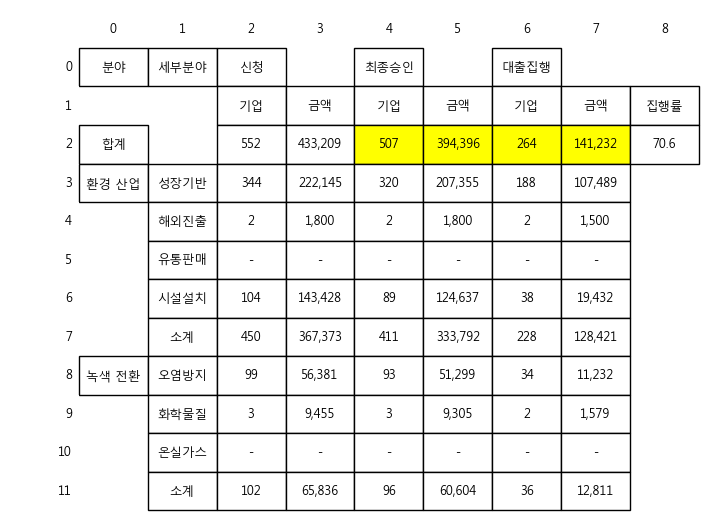 0 1 2 3 4 5 6 7 8
0 분야 세부분야 신청 최종승인 대출집행
1 기업 금액 기업 금액 기업 금액 집행률
2 합계 552 433,209 507 394,396 264 141,232 70.6
3 환경 산업 성장기반 344 222,145 320 207,355 188 107,489
4 해외진출 2 1,800 2 1,800 2 1,500
5 유통판매 - - - - - -
6 시설설치 104 143,428 89 124,637 38 19,432
7 소계 450 367,373 411 333,792 228 128,421
8 녹색 전환 오염방지 99 56,381 93 51,299 34 11,232
9 화학물질 3 9,455 3 9,305 2 1,579
10 온실가스 - - - - - -
11 소계 102 65,836 96 60,604 36 12,811